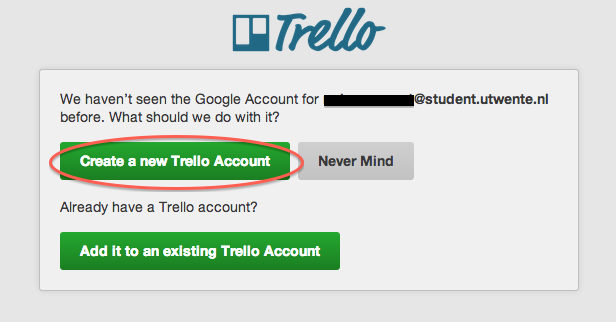 Trello
We haven't seen the Google Account for @student.utwente.nl
before. What should we do with it?
Create a new Trello Account
Never Mind
Already have a Trello account?
Add it to an existing Trello Account